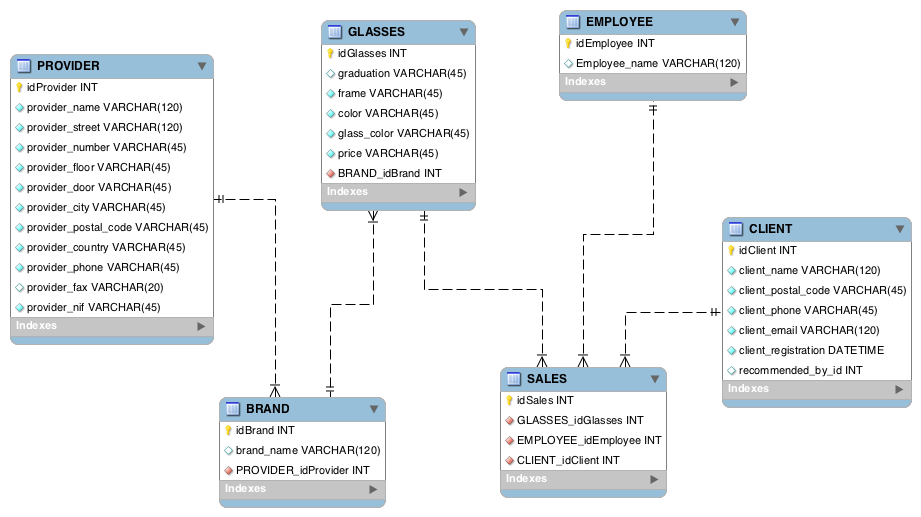 PROVIDER
idProvider INT
provider_name VARCHAR(120)
provider_street VARCHAR(120)
provider_number VARCHAR(45)
provider_floor VARCHAR(45)
provider_door VARCHAR(45)
provider_city VARCHAR(45)
provider_postal_code VARCHAR(45)
provider_country VARCHAR(45)
provider_phone VARCHAR(45)
provider_fax VARCHAR(20)
provider_nif VARCHAR(45)
Indexes
GLASSES
idGlasses INT
graduation VARCHAR(45)
frame VARCHAR(45)
color VARCHAR(45)
glass_color VARCHAR(45)
price VARCHAR(45)
BRAND_idBrand INT
Indexes
EMPLOYEE
idEmployee INT
Employee_name VARCHAR(120)
Indexes
CLIENT
idClient INT
client_name VARCHAR(120)
client_postal_code VARCHAR(45)
client_phone VARCHAR(45)
client_email VARCHAR(120)
client_registration DATETIME
recommended_by_id INT
Indexes
BRAND
idBrand INT
brand_name VARCHAR(120)
PROVIDER_idProvider INT
Indexes
SALES
idSales INT
GLASSES_idGlasses INT
EMPLOYEE_idEmployee INT
CLIENT_idClient INT
Indexes